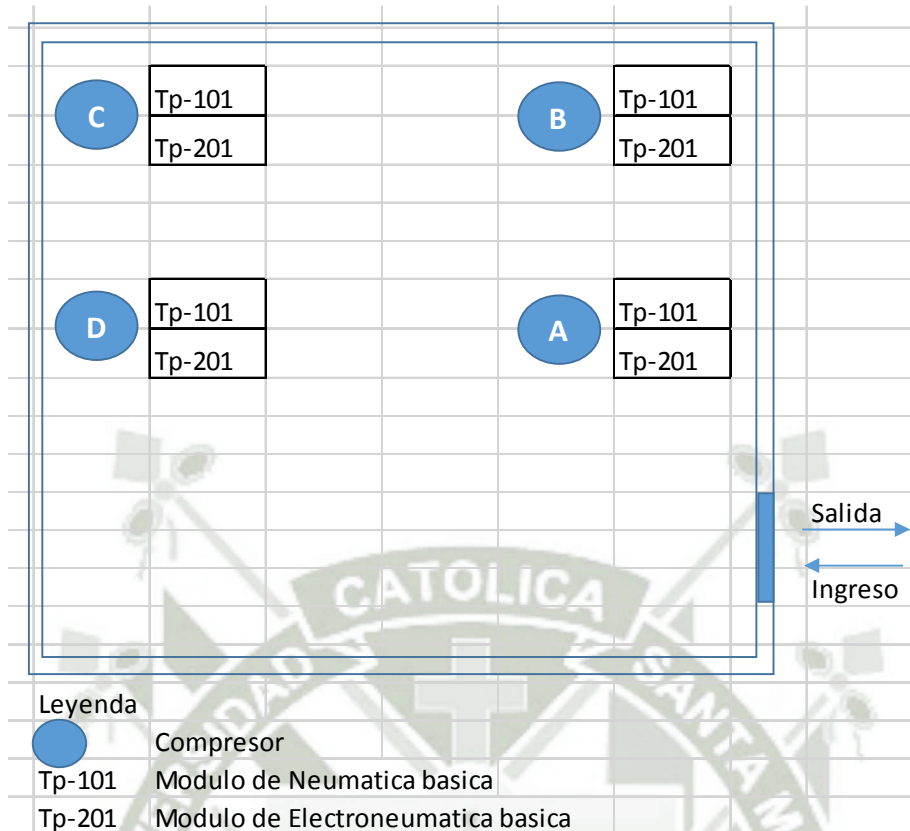 C Tp-101 B Tp-101
Tp-201 Tp-201
D Tp-101 A Tp-101
Tp-201 Tp-201
Salida
CATOLICA
Ingreso
SANTA
Leyenda
Compresor
Tp-101 Modulo de Neumatica basica
Tp-201 Modulo de Electroneumatica basica